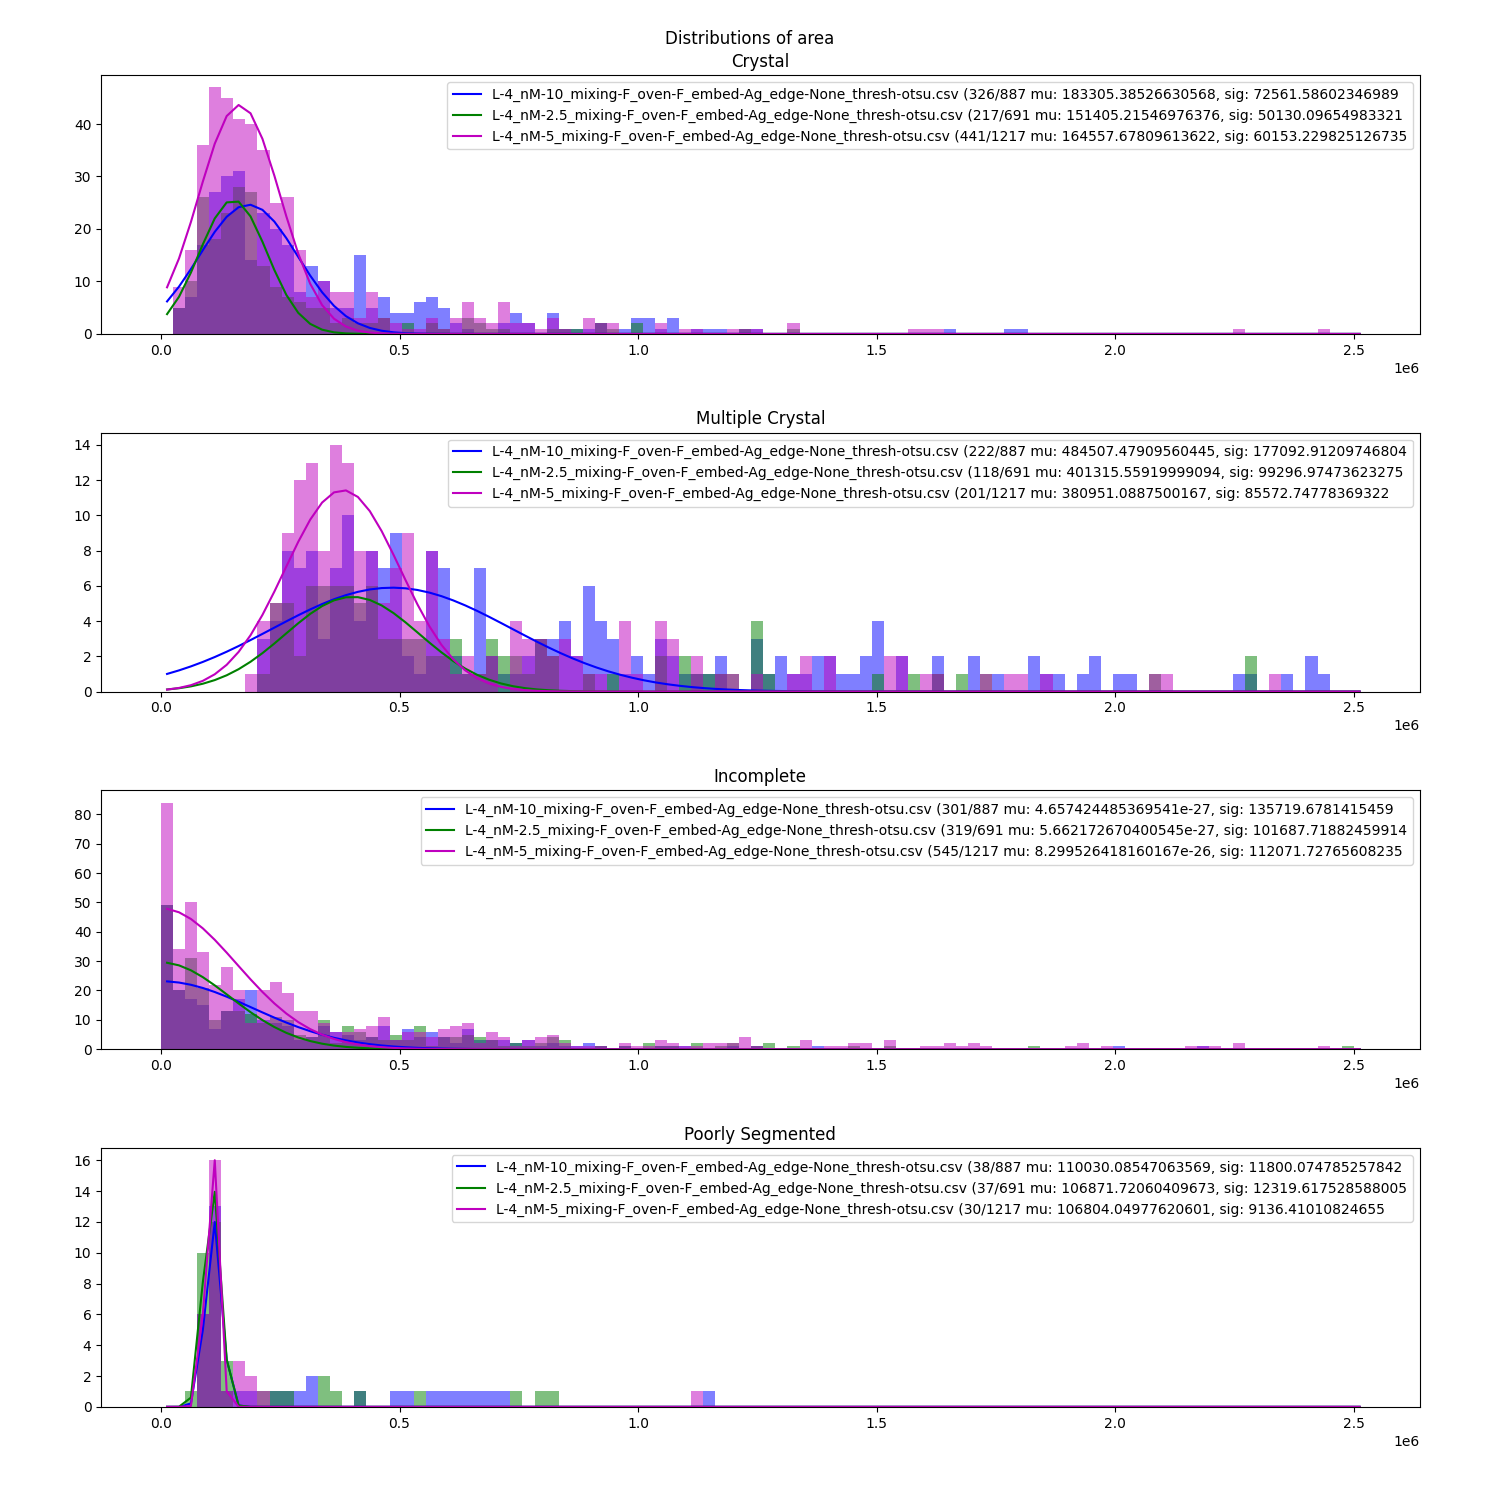 Distributions of area
Crystal
L-4_nM-10_mixing-F_oven-F_embed-Ag_edge-None_thresh-otsu.csv (326/887 mu: 183305.38526630568, sig: 72561.58602346989
L-4_nM-2.5_mixing-F_oven-F_embed-Ag_edge-None_thresh-otsu.csv (217/691 mu: 151405.21546976376, sig: 50130.09654983321
L-4_nM-5_mixing-F_oven-F_embed-Ag_edge-None_thresh-otsu.csv (441/1217 mu: 164557.67809613622, sig: 60153.229825126735
40
30
20
10
0
0.0 0.5 1.0 1.5 2.0 2.5
1e6
Multiple Crystal
L-4_nM-10_mixing-F_oven-F_embed-Ag_edge-None_thresh-otsu.csv (222/887 mu: 484507.47909560445, sig: 177092.91209746804
L-4_nM-2.5_mixing-F_oven-F_embed-Ag_edge-None_thresh-otsu.csv (118/691 mu: 401315.55919999094, sig: 99296.97473623275
L-4_nM-5_mixing-F_oven-F_embed-Ag_edge-None_thresh-otsu.csv (201/1217 mu: 380951.0887500167, sig: 85572.74778369322
14
12
10
8
6
4
2
0
0.0 0.5 1.0 1.5 2.0 2.5
1e6
Incomplete
L-4_nM-10_mixing-F_oven-F_embed-Ag_edge-None_thresh-otsu.csv (301/887 mu: 4.657424485369541e-27, sig: 135719.6781415459
L-4_nM-2.5_mixing-F_oven-F_embed-Ag_edge-None_thresh-otsu.csv (319/691 mu: 5.662172670400545e-27, sig: 101687.71882459914
L-4_nM-5_mixing-F_oven-F_embed-Ag_edge-None_thresh-otsu.csv (545/1217 mu: 8.299526418160167e-26, sig: 112071.72765608235
80
70
60
50
40
30
20
10
0
0.0 0.5 1.0 1.5 2.0 2.5
1e6
Poorly Segmented
L-4_nM-10_mixing-F_oven-F_embed-Ag_edge-None_thresh-otsu.csv (38/887 mu: 110030.08547063569, sig: 11800.074785257842
L-4_nM-2.5_mixing-F_oven-F_embed-Ag_edge-None_thresh-otsu.csv (37/691 mu: 106871.72060409673, sig: 12319.617528588005
L-4_nM-5_mixing-F_oven-F_embed-Ag_edge-None_thresh-otsu.csv (30/1217 mu: 106804.04977620601, sig: 9136.41010824655
16
14
12
10
8
6
4
2
0
0.0 0.5 1.0 1.5 2.0 2.5
1e6